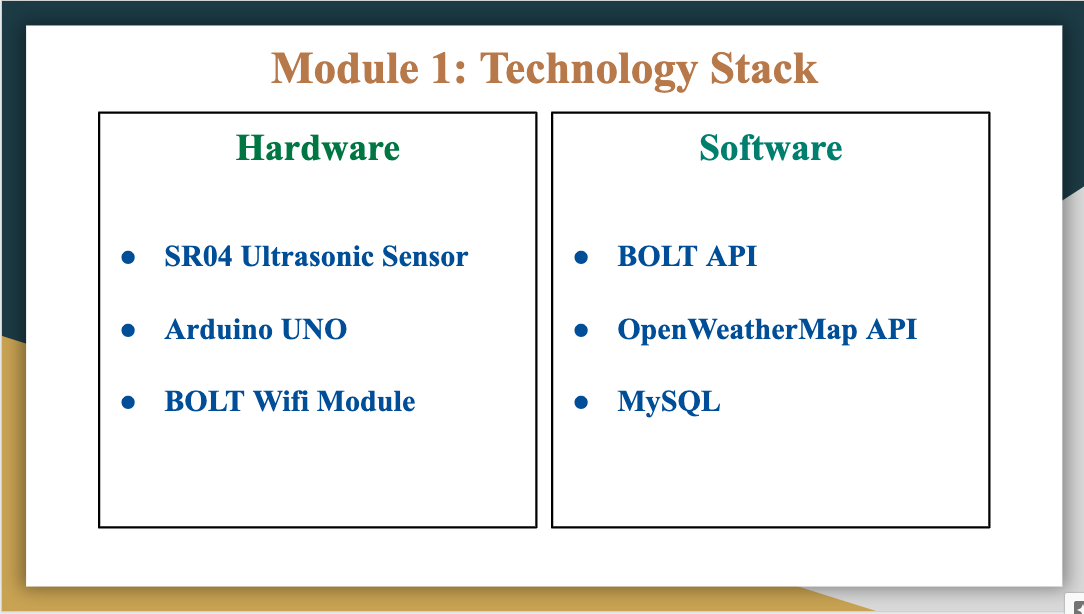 Module 1: Technology Stack
Hardware
● SR04 Ultrasonic Sensor
● Arduino UNO
● BOLT Wifi Module
Software
● BOLT API
● OpenWeatherMap API
● MySQL